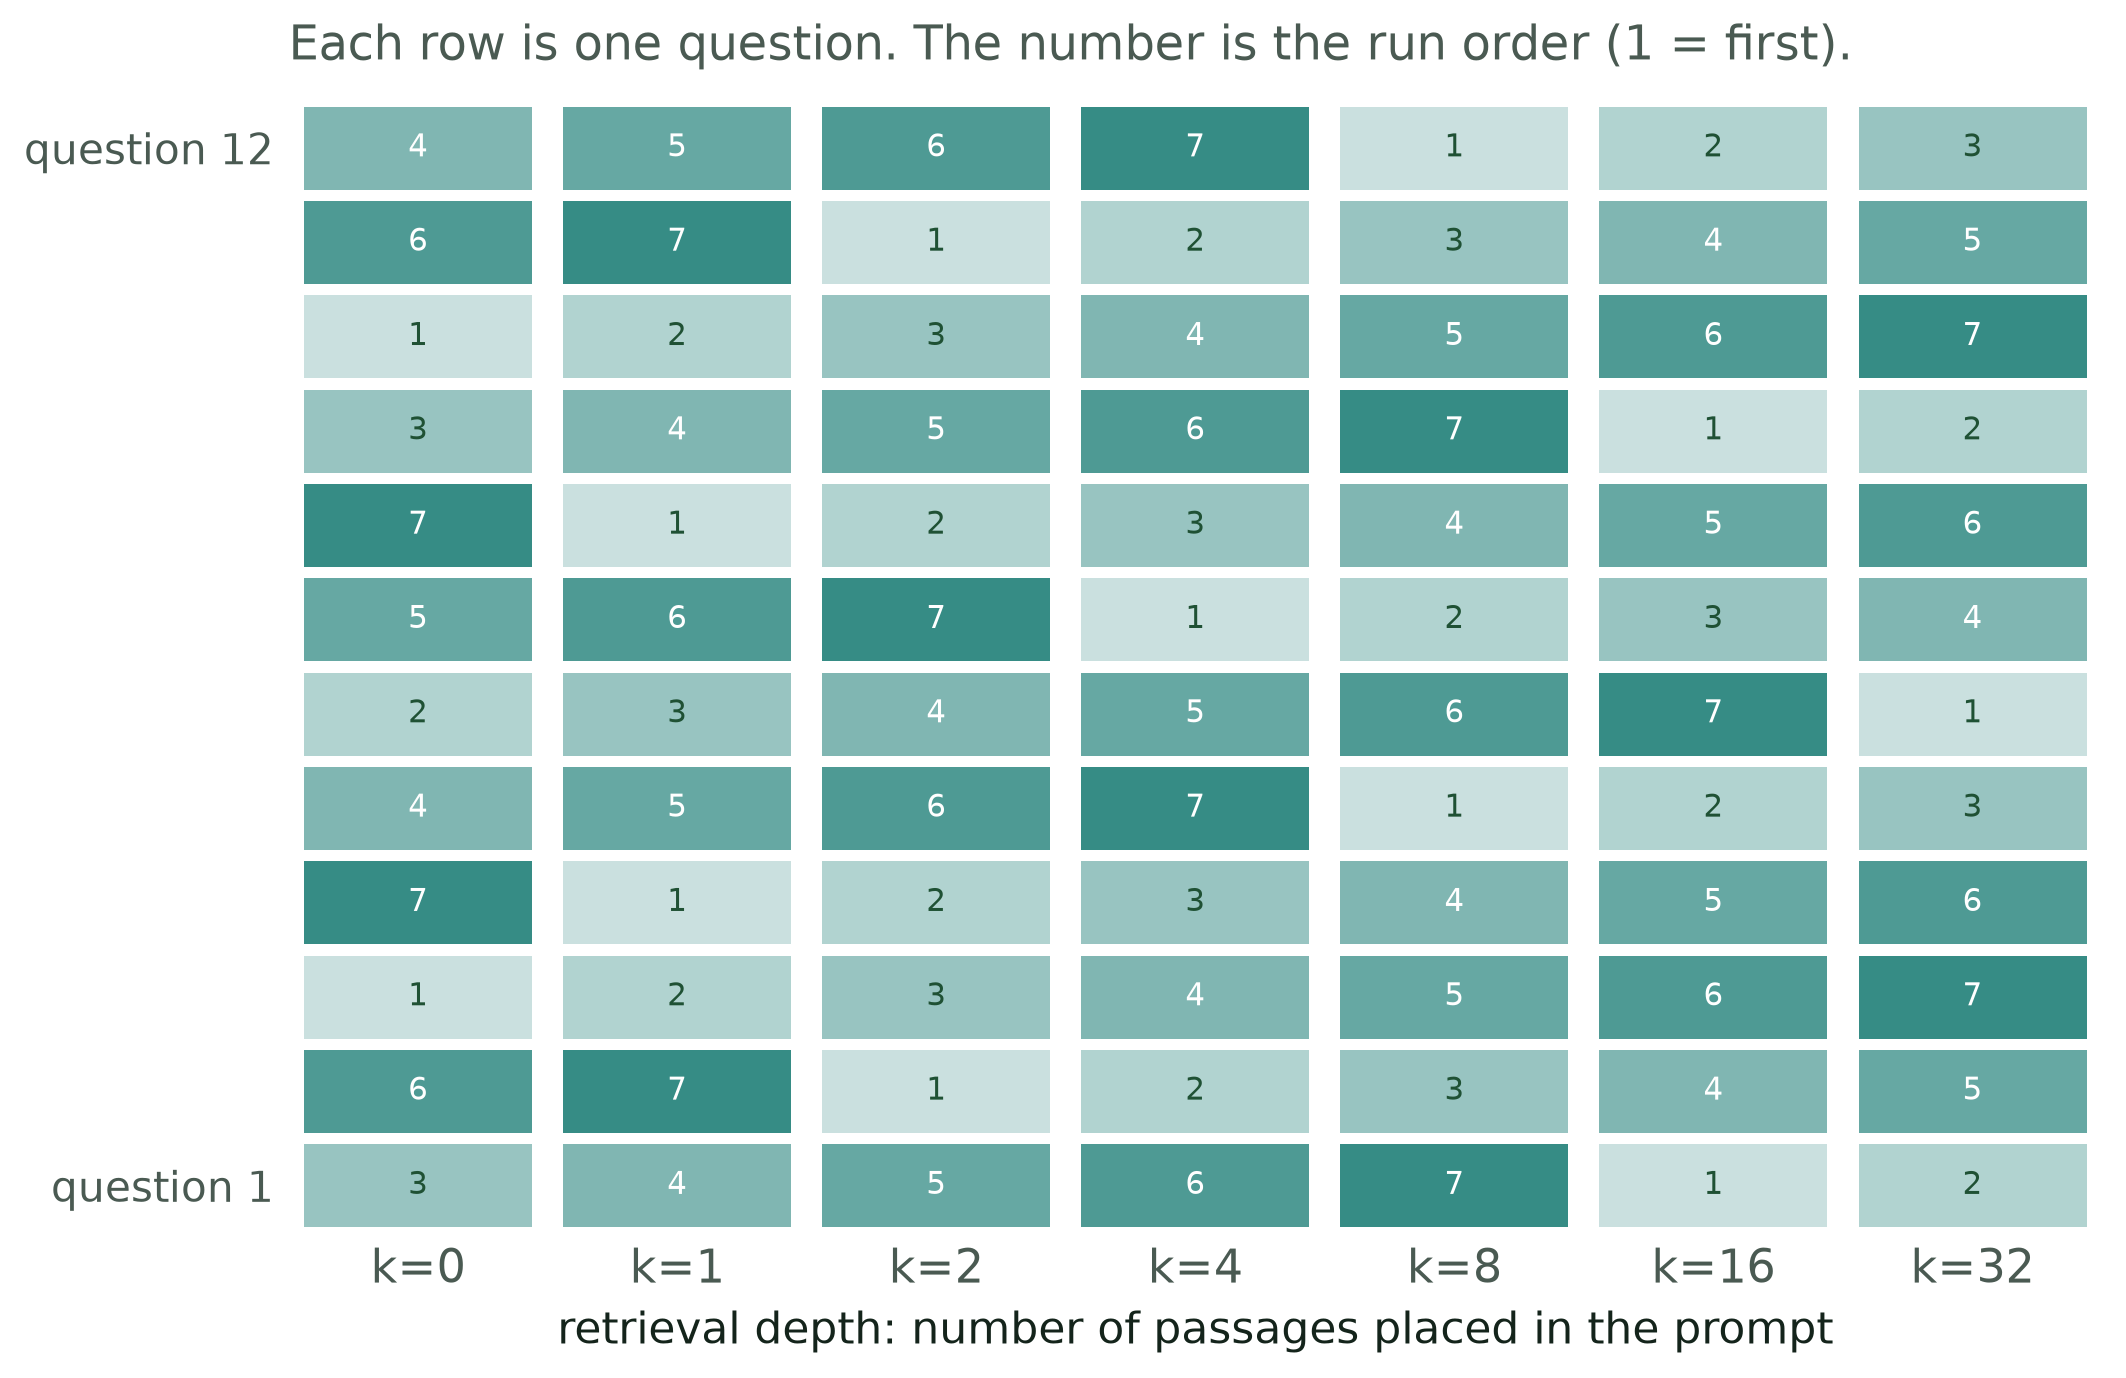 Each row is one question. The number is the run order (1 = first).
question 12 4 5 6 7 1 2 3
6 7 1 2 3 4 5
1 2 3 4 5 6 7
3 4 5 6 7 1 2
7 1 2 3 4 5 6
5 6 7 1 2 3 4
2 3 4 5 6 7 1
4 5 6 7 1 2 3
7 1 2 3 4 5 6
1 2 3 4 5 6 7
6 7 1 2 3 4 5
question 1 3 4 5 6 7 1 2
k=0 k=1 k=2 k=4 k=8 k=16 k=32
retrieval depth: number of passages placed in the prompt